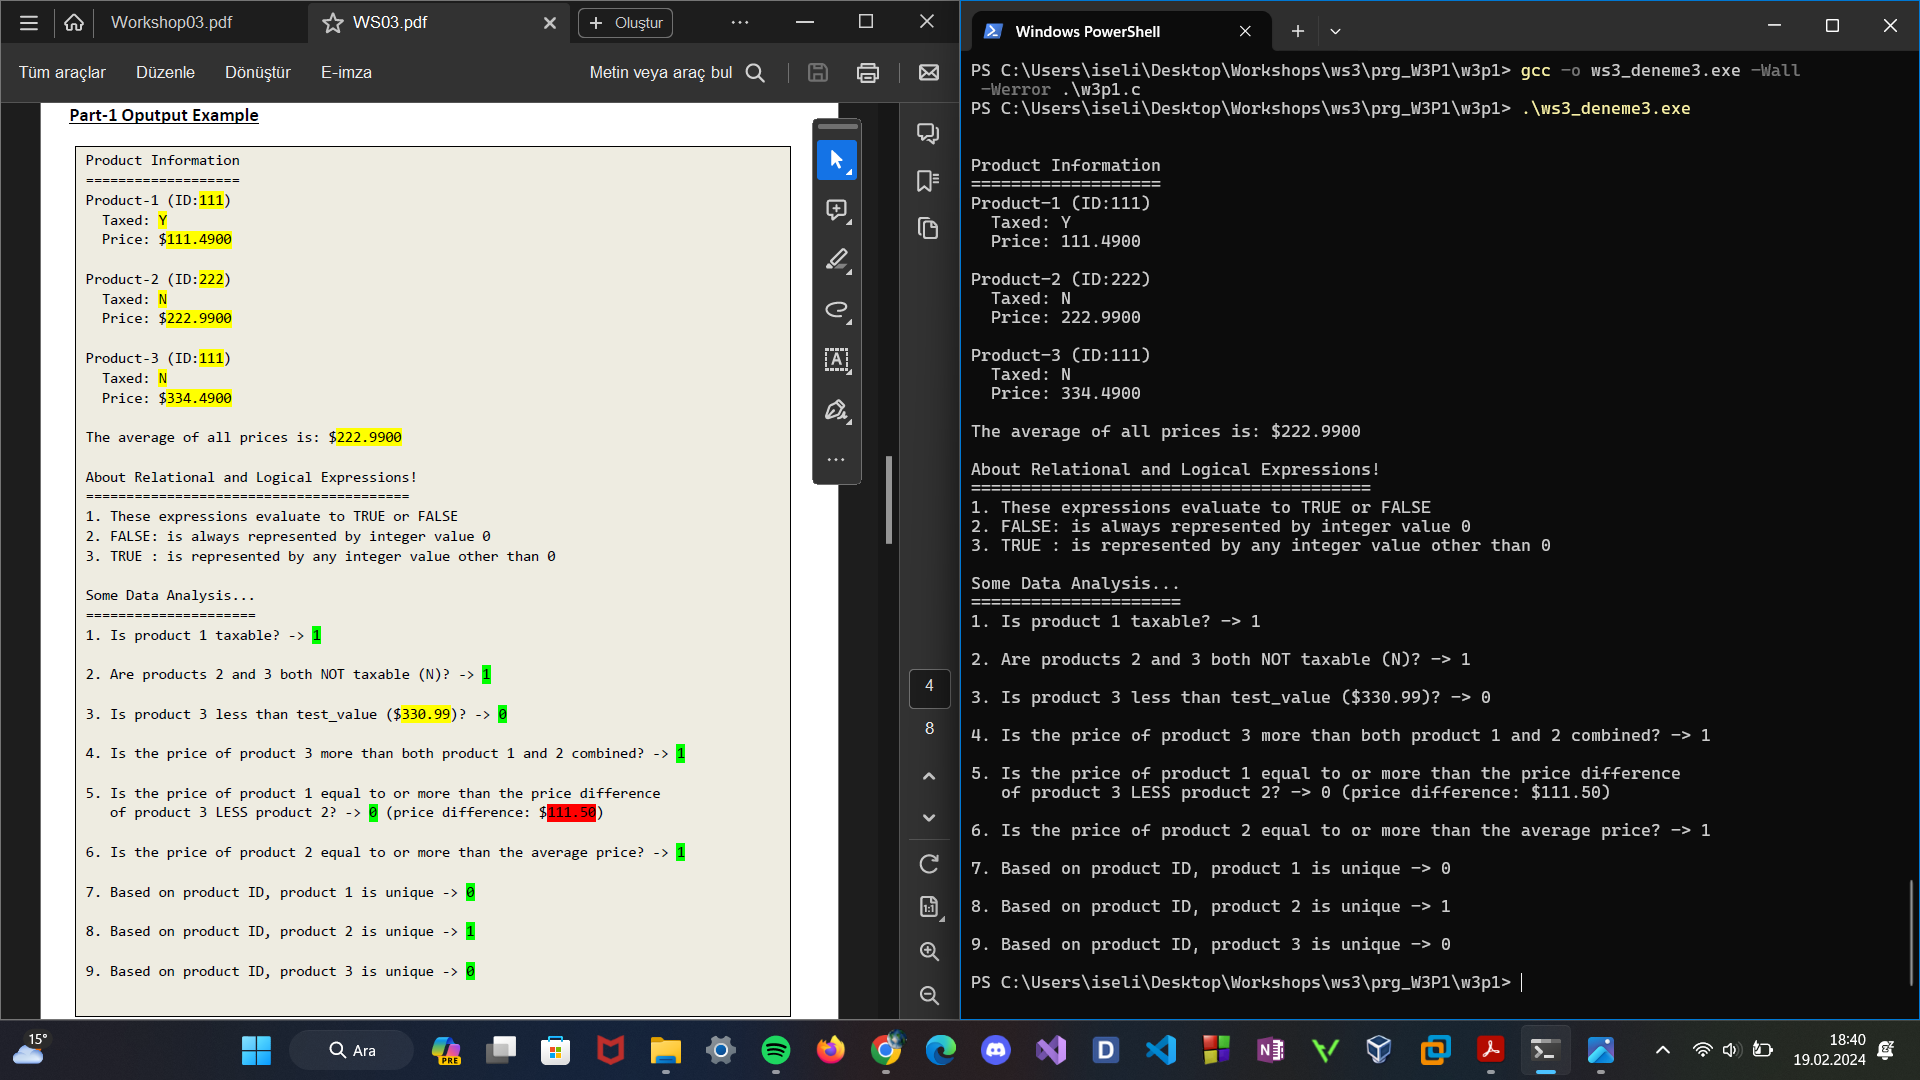 Workshop03.pdf
WS03.pdf
Oluştur
Tüm araçlar
Düzenle
Dönüştür
E-imza
Metin veya araç bul
Part-1 Oputput Example
Product Information
===================
Product-1 (ID:111)
Taxed: Y
Price: $111.4900
Product-2 (ID:222)
Taxed: N
Price: $222.9900
Product-3 (ID:111)
Taxed: N
Price: $334.4900
The average of all prices is: $222.9900
About Relational and Logical Expressions!
========================================
1. These expressions evaluate to TRUE or FALSE
2. FALSE: is always represented by integer value 0
3. TRUE : is represented by any integer value other than 0
Some Data Analysis...
=====================
1. Is product 1 taxable? -> 1
2. Are products 2 and 3 both NOT taxable (N)? -> 1
3. Is product 3 less than test_value ($330.99)? -> 0
4. Is the price of product 3 more than both product 1 and 2 combined? -> 1
5. Is the price of product 1 equal to or more than the price difference
of product 3 LESS product 2? -> 0 (price difference: $111.50)
6. Is the price of product 2 equal to or more than the average price? -> 1
7. Based on product ID, product 1 is unique -> 0
8. Based on product ID, product 2 is unique -> 1
9. Based on product ID, product 3 is unique -> 0
4
8
1:1
Windows PowerShell
PS C:\Users\iseli\Desktop\Workshops\ws3\prg_W3P1\w3p1> gcc -o ws3_deneme3.exe -Wall
-Werror .\w3p1.c
PS C:\Users\iseli\Desktop\Workshops\ws3\prg_W3P1\w3p1> .\ws3_deneme3.exe
Product Information
===================
Product-1 (ID:111)
Taxed: Y
Price: 111.4900
Product-2 (ID:222)
Taxed: N
Price: 222.9900
Product-3 (ID:111)
Taxed: N
Price: 334.4900
The average of all prices is: $222.9900
About Relational and Logical Expressions!
========================================
1. These expressions evaluate to TRUE or FALSE
2. FALSE: is always represented by integer value 0
3. TRUE : is represented by any integer value other than 0
Some Data Analysis...
=====================
1. Is product 1 taxable? -> 1
2. Are products 2 and 3 both NOT taxable (N)? -> 1
3. Is product 3 less than test_value ($330.99)? -> 0
4. Is the price of product 3 more than both product 1 and 2 combined? -> 1
5. Is the price of product 1 equal to or more than the price difference
of product 3 LESS product 2? -> 0 (price difference: $111.50)
6. Is the price of product 2 equal to or more than the average price? -> 1
7. Based on product ID, product 1 is unique -> 0
8. Based on product ID, product 2 is unique -> 1
9. Based on product ID, product 3 is unique -> 0
PS C:\Users\iseli\Desktop\Workshops\ws3\prg_W3P1\w3p1>
15°
Ara
PRE
18:40
19.02.2024